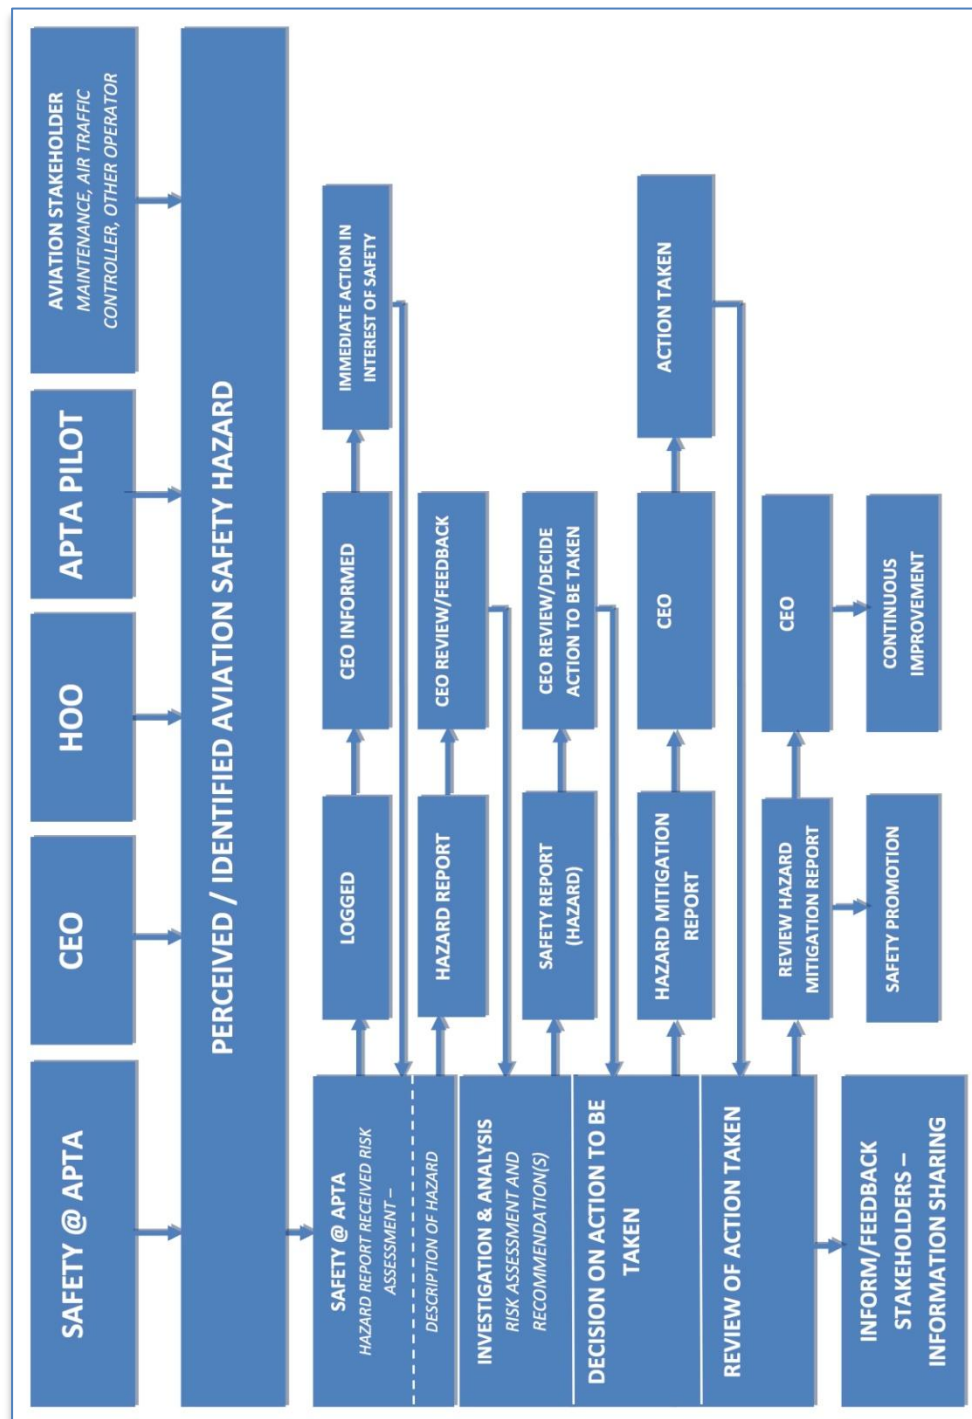 SAFETY @ APTA
CEO
HOO
APTA PILOT
AVIATION STAKEHOLDER
MAINTENANCE, AIR TRAFFIC
CONTROLLER, OTHER OPERATOR
PERCEIVED / IDENTIFIED AVIATION SAFETY HAZARD
SAFETY @ APTA
HAZARD REPORT RECEIVED RISK
ASSESSMENT –
DESCRIPTION OF HAZARD
LOGGED
CEO INFORMED
IMMEDIATE ACTION IN
INTEREST OF SAFETY
HAZARD REPORT
CEO REVIEW/FEEDBACK
INVESTIGATION & ANALYSIS
RISK ASSESSMENT AND
RECOMMENDATION(S)
SAFETY REPORT
(HAZARD)
CEO REVIEW/DECIDE
ACTION TO BE TAKEN
DECISION ON ACTION TO BE
TAKEN
HAZARD MITIGATION
REPORT
CEO
ACTION TAKEN
REVIEW OF ACTION TAKEN
REVIEW HAZARD
MITIGATION REPORT
CEO
INFORM/FEEDBACK
STAKEHOLDERS –
INFORMATION SHARING
SAFETY PROMOTION
CONTINUOUS
IMPROVEMENT